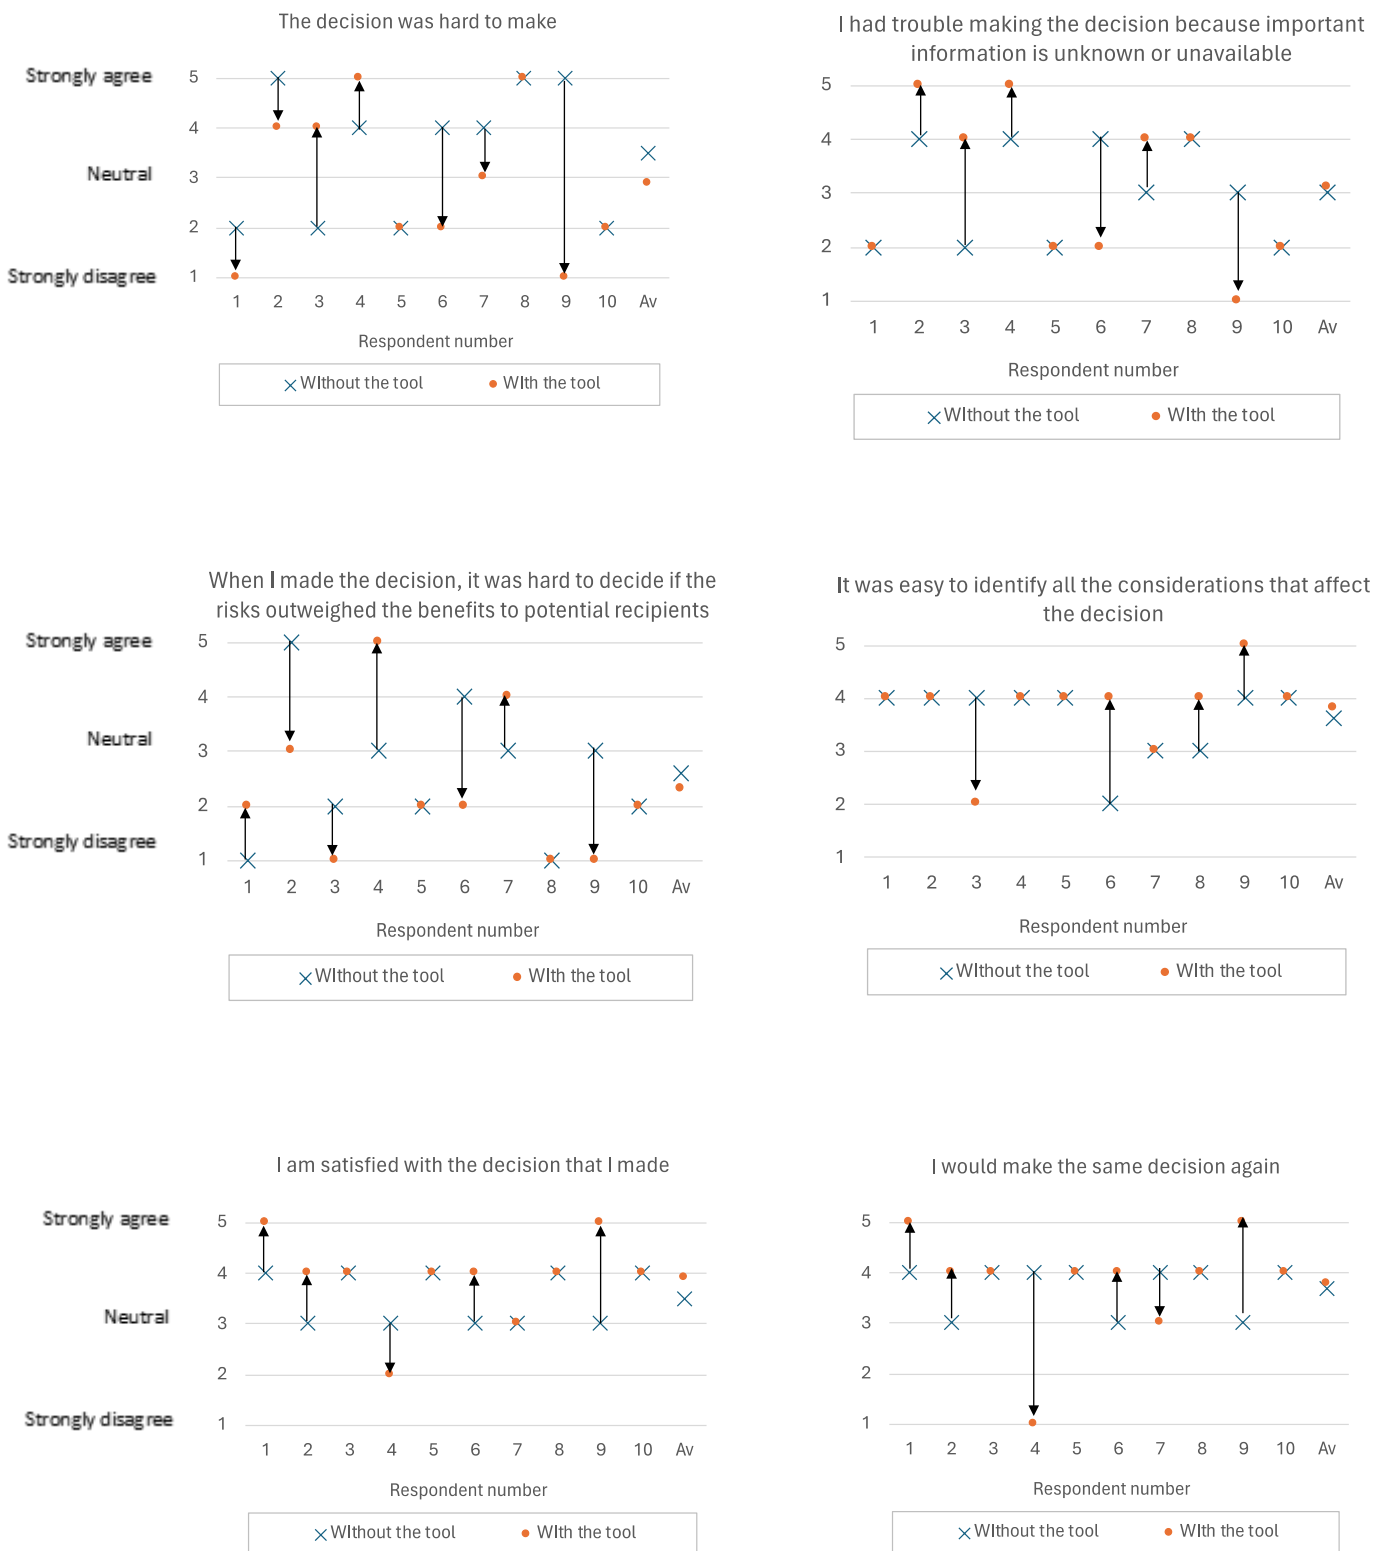 The decision was hard to make
Strongly agree
Neutral
Strongly disagree
5
4
3
2
1
1 2 3 4 5 6 7 8 9 10 Av
Respondent number
WIthout the tool WIth the tool
I had trouble making the decision because important
information is unknown or unavailable
5
4
3
2
1
1 2 3 4 5 6 7 8 9 10 Av
Respondent number
WIthout the tool WIth the tool
When I made the decision, it was hard to decide if the
risks outweighed the benefits to potential recipients
Strongly agree
Neutral
Strongly disagree
5
4
3
2
1
1 2 3 4 5 6 7 8 9 10 Av
Respondent number
WIthout the tool WIth the tool
It was easy to identify all the considerations that affect
the decision
5
4
3
2
1
1 2 3 4 5 6 7 8 9 10 Av
Respondent number
WIthout the tool WIth the tool
I am satisfied with the decision that I made
Strongly agree
Neutral
Strongly disagree
5
4
3
2
1
1 2 3 4 5 6 7 8 9 10 Av
Respondent number
WIthout the tool WIth the tool
I would make the same decision again
5
4
3
2
1
1 2 3 4 5 6 7 8 9 10 Av
Respondent number
WIthout the tool WIth the tool